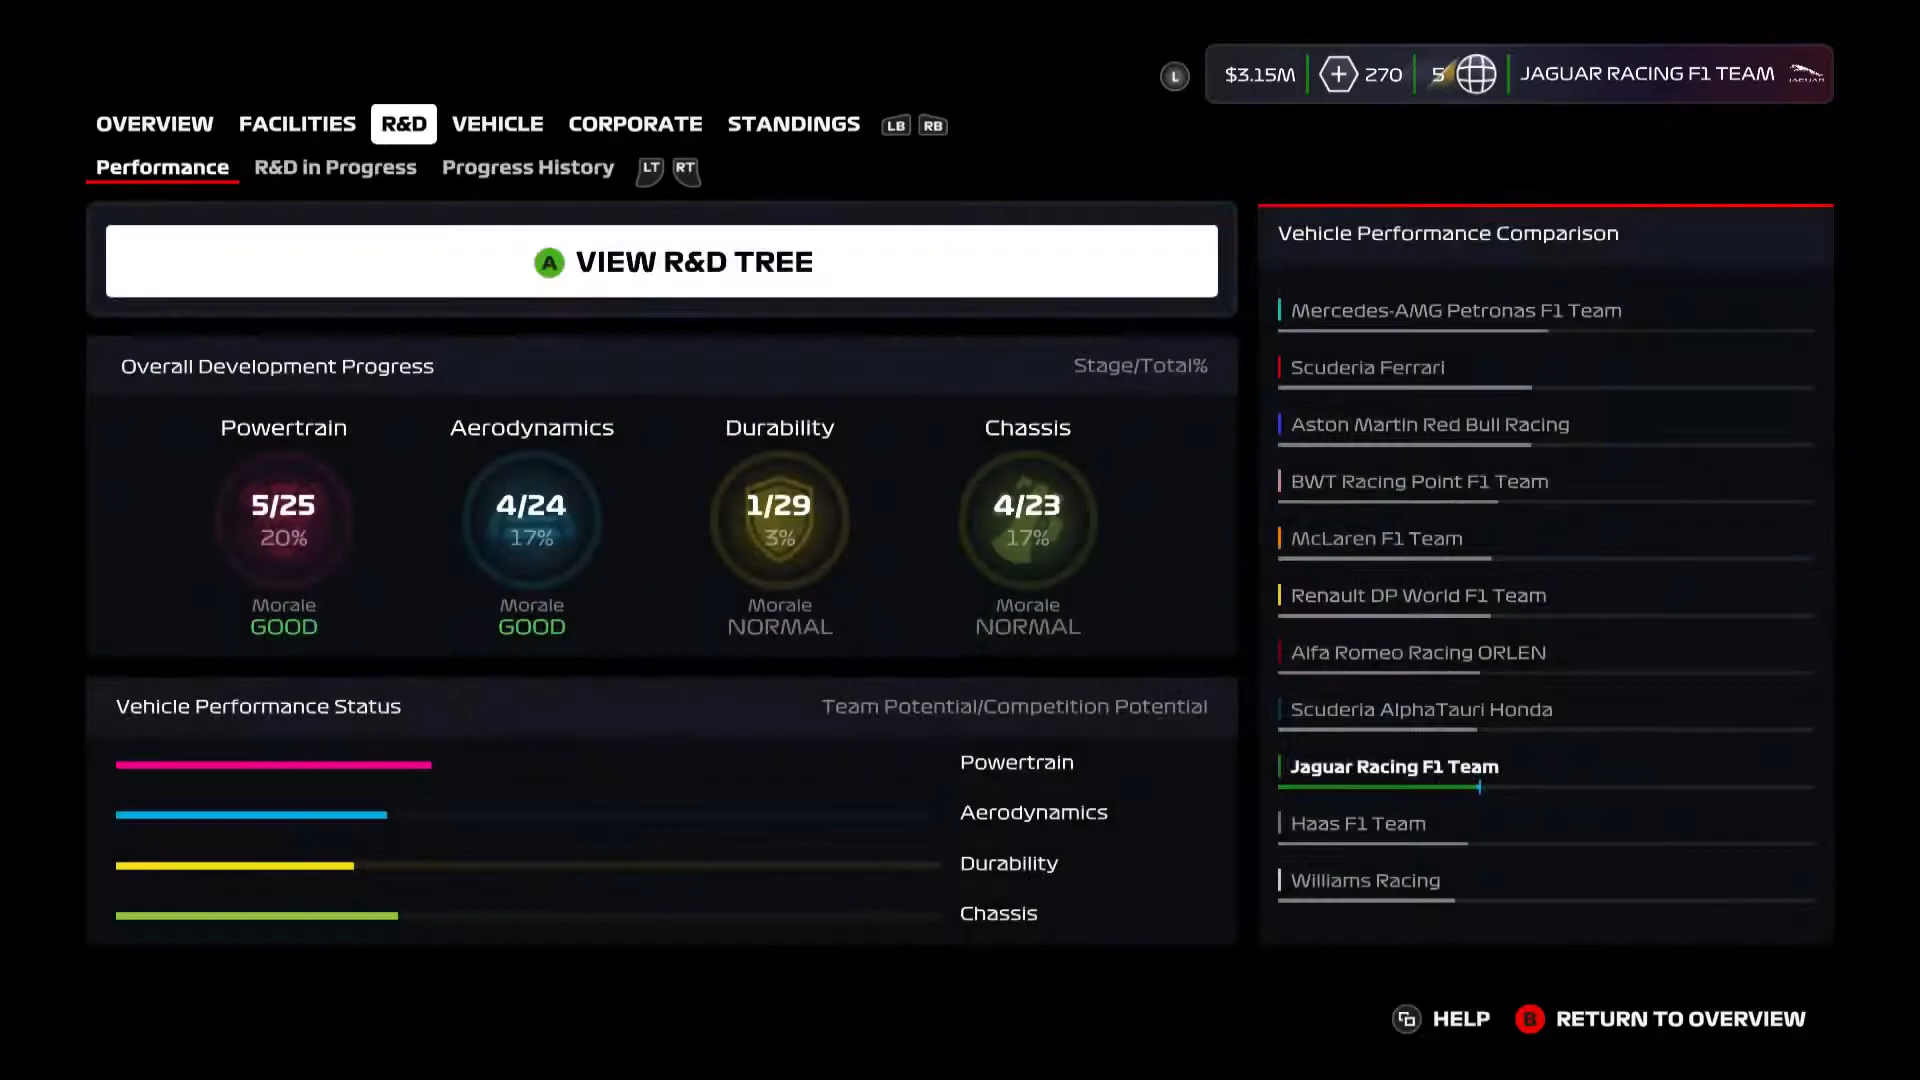 L $3.15M 270 5 JAGUAR RACING F1 TEAM JAGUAR
OVERVIEW FACILITIES R&D VEHICLE CORPORATE STANDINGS LB RB
Performance R&D in Progress Progress History LT RT
A VIEW R&D TREE
Overall Development Progress Stage/Total%
Powertrain Aerodynamics Durability Chassis
5/25 4/24 1/29 4/23
20% 17% 3% 17%
Morale Morale Morale Morale
GOOD GOOD NORMAL NORMAL
Vehicle Performance Status Team Potential/Competition Potential
Powertrain
Aerodynamics
Durability
Chassis
Vehicle Performance Comparison
Mercedes-AMG Petronas F1 Team
Scuderia Ferrari
Aston Martin Red Bull Racing
BWT Racing Point F1 Team
McLaren F1 Team
Renault DP World F1 Team
Alfa Romeo Racing ORLEN
Scuderia AlphaTauri Honda
Jaguar Racing F1 Team
Haas F1 Team
Williams Racing
HELP B RETURN TO OVERVIEW